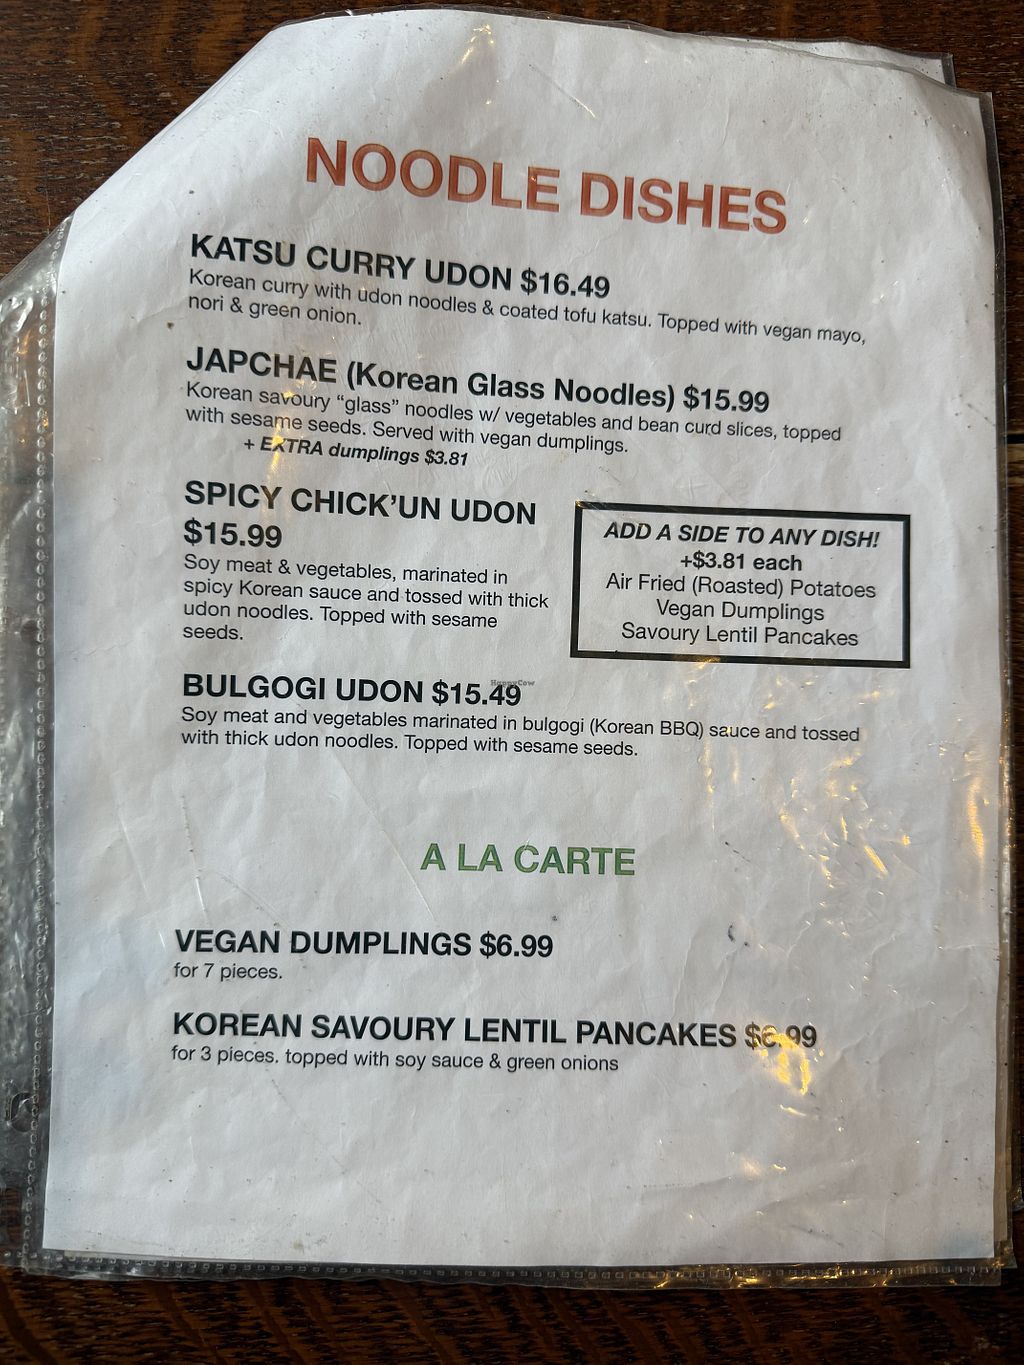 NOODLE DISHES
KATSU CURRY UDON $16.49
Korean curry with udon noodles & coated tofu katsu. Topped with vegan mayo,
nori & green onion.
JAPCHAE (Korean Glass Noodles) $15.99
Korean savoury “glass” noodles w/ vegetables and bean curd slices, topped
with sesame seeds. Served with vegan dumplings.
+ EXTRA dumplings $3.81
SPICY CHICK’UN UDON
$15.99
Soy meat & vegetables, marinated in
spicy Korean sauce and tossed with thick
udon noodles. Topped with sesame
seeds.
ADD A SIDE TO ANY DISH!
+$3.81 each
Air Fried (Roasted) Potatoes
Vegan Dumplings
Savoury Lentil Pancakes
HappyCow
BULGOGI UDON $15.49
Soy meat and vegetables marinated in bulgogi (Korean BBQ) sauce and tossed
with thick udon noodles. Topped with sesame seeds.
A LA CARTE
VEGAN DUMPLINGS $6.99
for 7 pieces.
KOREAN SAVOURY LENTIL PANCAKES $6.99
for 3 pieces. topped with soy sauce & green onions